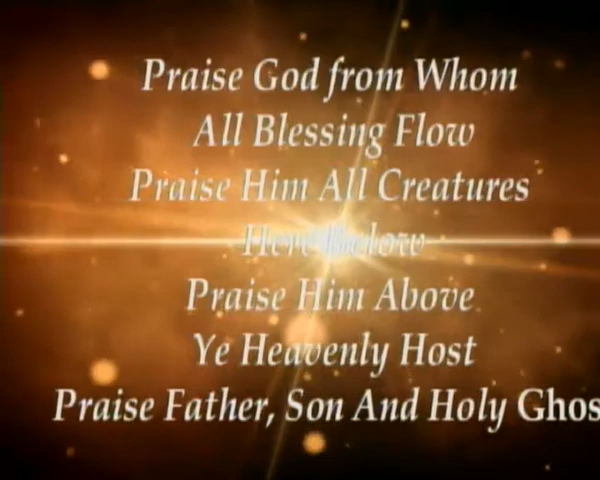 Praise God from Whom
All Blessing Flow
Praise Him All Creatures
Here Below
Praise Him Above
Ye Heavenly Host
Praise Father, Son And Holy Ghos